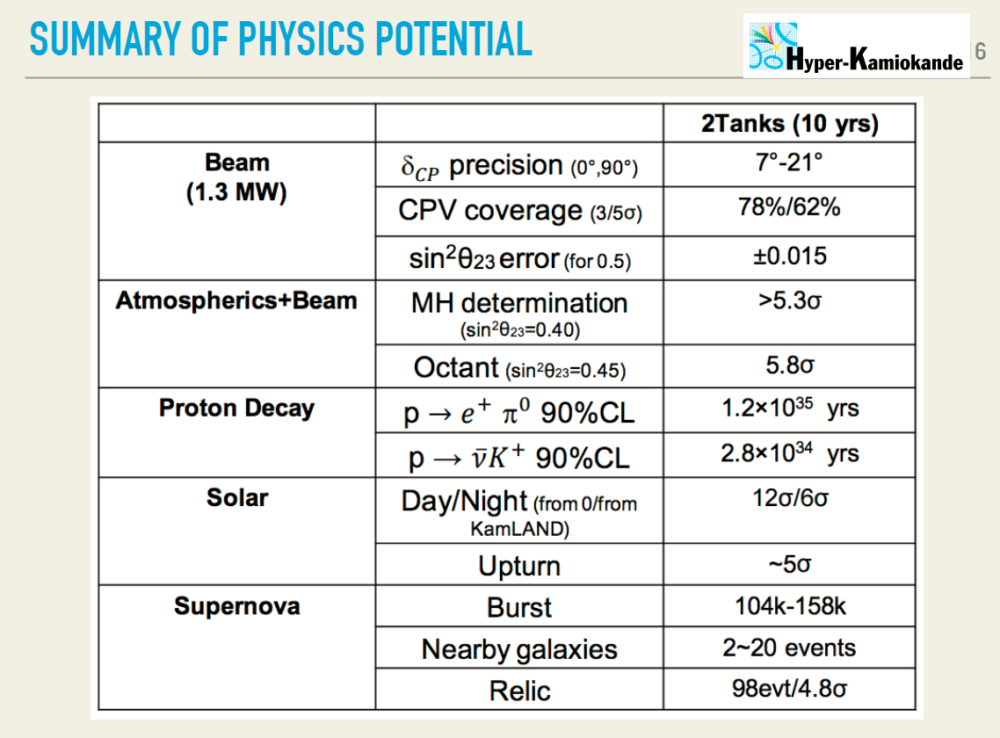 SUMMARY OF PHYSICS POTENTIAL
Hyper-Kamiokande
16
2Tanks (10 yrs)
Beam
(1.3 MW)
δCP precision (0°,90°)
7°-21°
CPV coverage (3/5σ)
78%/62%
sin²θ23 error (for 0.5)
±0.015
Atmospherics+Beam
MH determination
(sin²θ23=0.40)
>5.3σ
Octant (sin²θ23=0.45)
5.8σ
Proton Decay
p → e⁺ π⁰ 90%CL
1.2×10³⁵ yrs
p → ν̄K⁺ 90%CL
2.8×10³⁴ yrs
Solar
Day/Night (from 0/from
KamLAND)
12σ/6σ
Upturn
~5σ
Supernova
Burst
104k-158k
Nearby galaxies
2~20 events
Relic
98evt/4.8σ